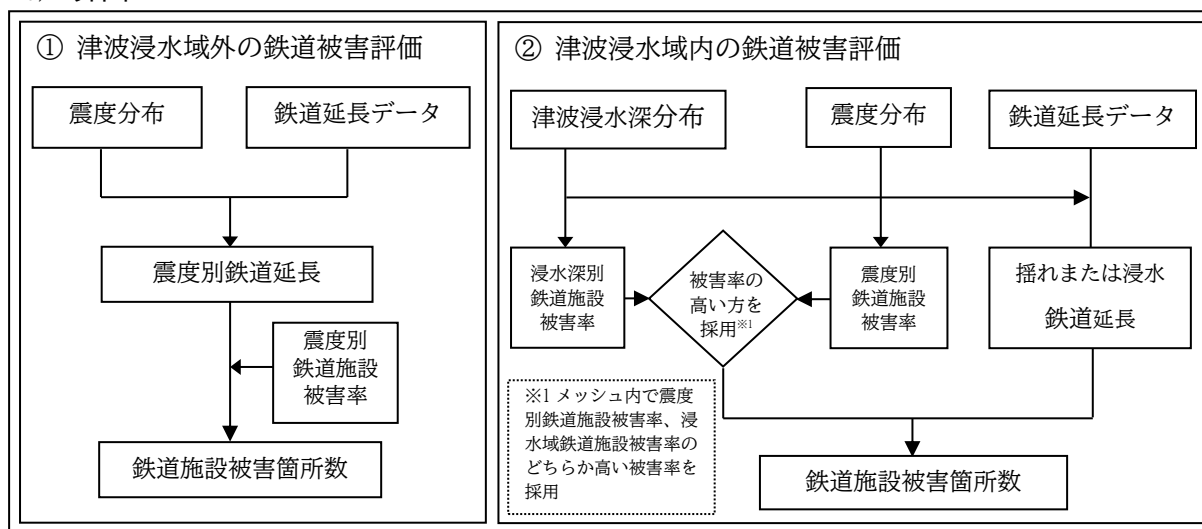 ① 津波浸水域外の鉄道被害評価
震度分布
鉄道延長データ
震度別鉄道延長
震度別
鉄道施設
被害率
鉄道施設被害箇所数
② 津波浸水域内の鉄道被害評価
津波浸水深分布
震度分布
鉄道延長データ
浸水深別
鉄道施設
被害率
被害率の
高い方を
採用※1
震度別
鉄道施設
被害率
揺れまたは浸水
鉄道延長
※1 メッシュ内で震度
別鉄道施設被害率、浸
水域鉄道施設被害率の
どちらか高い被害率を
採用
鉄道施設被害箇所数